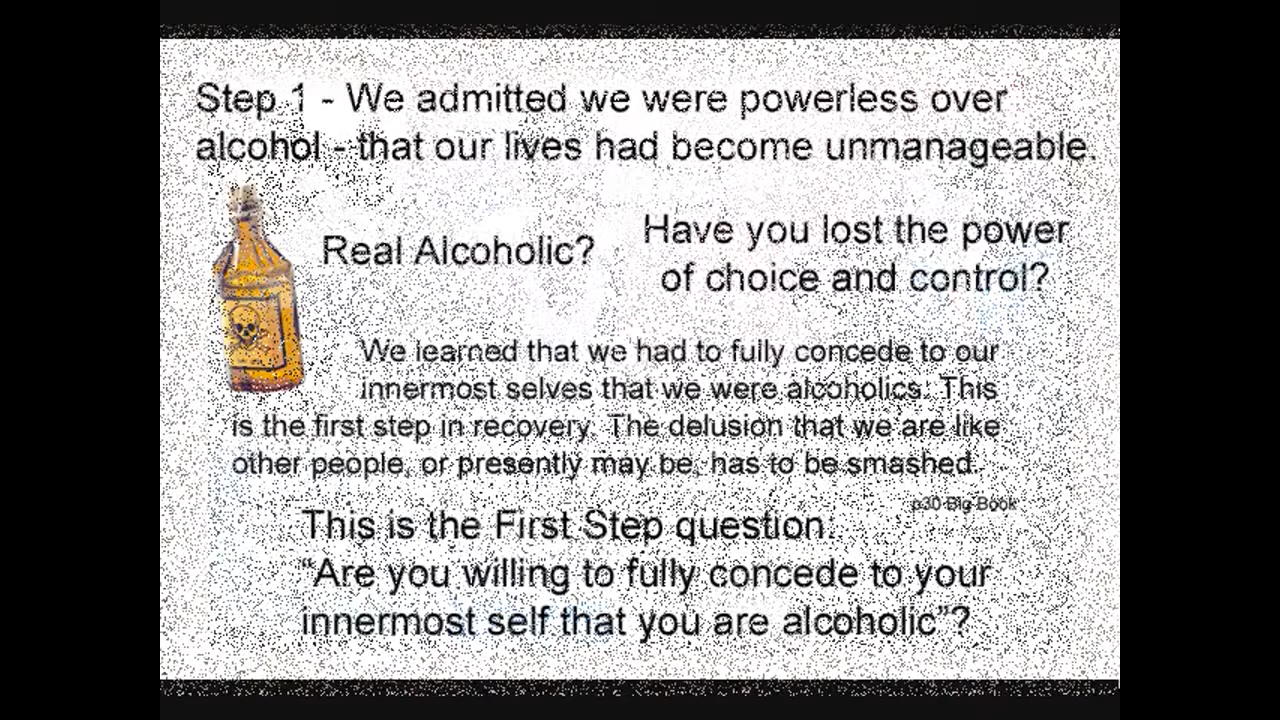 Step 1 - We admitted we were powerless over
alcohol - that our lives had become unmanageable.
Real Alcoholic?
Have you lost the power
of choice and control?
We learned that we had to fully concede to our
innermost selves that we were alcoholics. This
is the first step in recovery. The delusion that we are like
other people, or presently may be, has to be smashed.
p30 Big Book
This is the First Step question:
“Are you willing to fully concede to your
innermost self that you are alcoholic”?